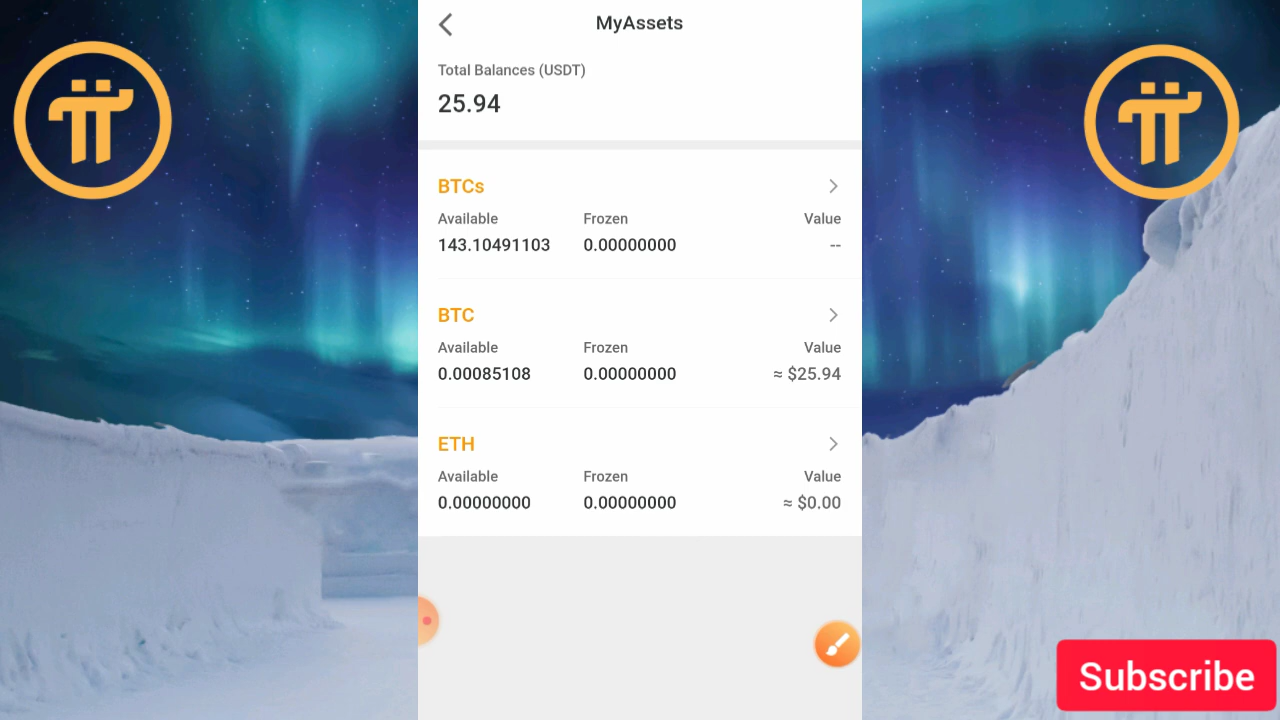 MyAssets
Total Balances (USDT)
25.94
BTCs
Available Frozen Value
143.10491103 0.00000000 --
BTC
Available Frozen Value
0.00085108 0.00000000 ≈ $25.94
ETH
Available Frozen Value
0.00000000 0.00000000 ≈ $0.00
Subscribe